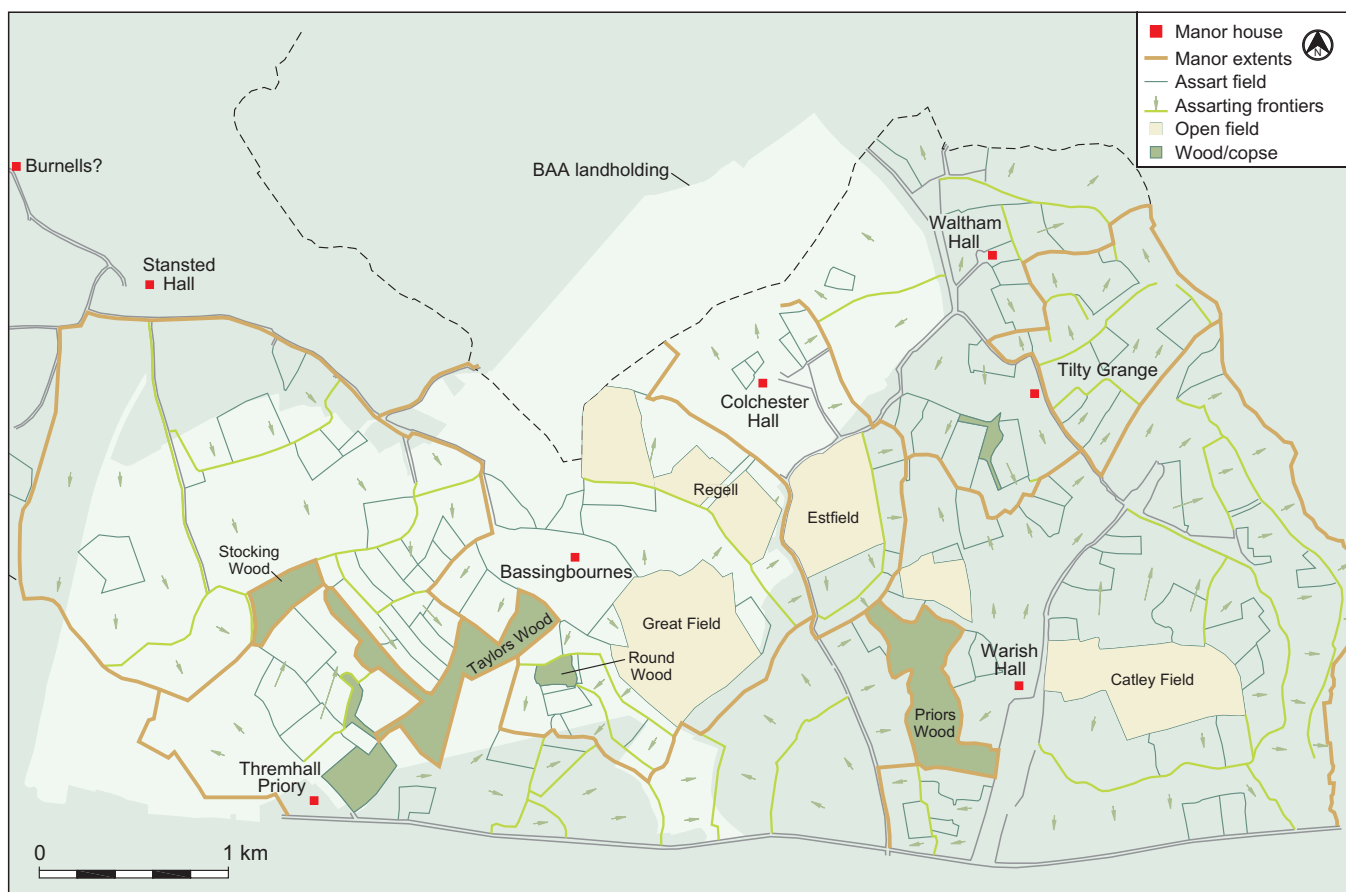 Manor house
N
Manor extents
Assart field
Assarting frontiers
Open field
Wood/copse
Burnells?
BAA landholding
Waltham
Hall
Stansted
Hall
Tilty Grange
Colchester
Hall
Regell
Estfield
Stocking
Wood
Bassingbournes
Great Field
Taylors Wood
Round
Wood
Warish
Hall
Catley Field
Priors
Wood
Thremhall
Priory
0 1 km